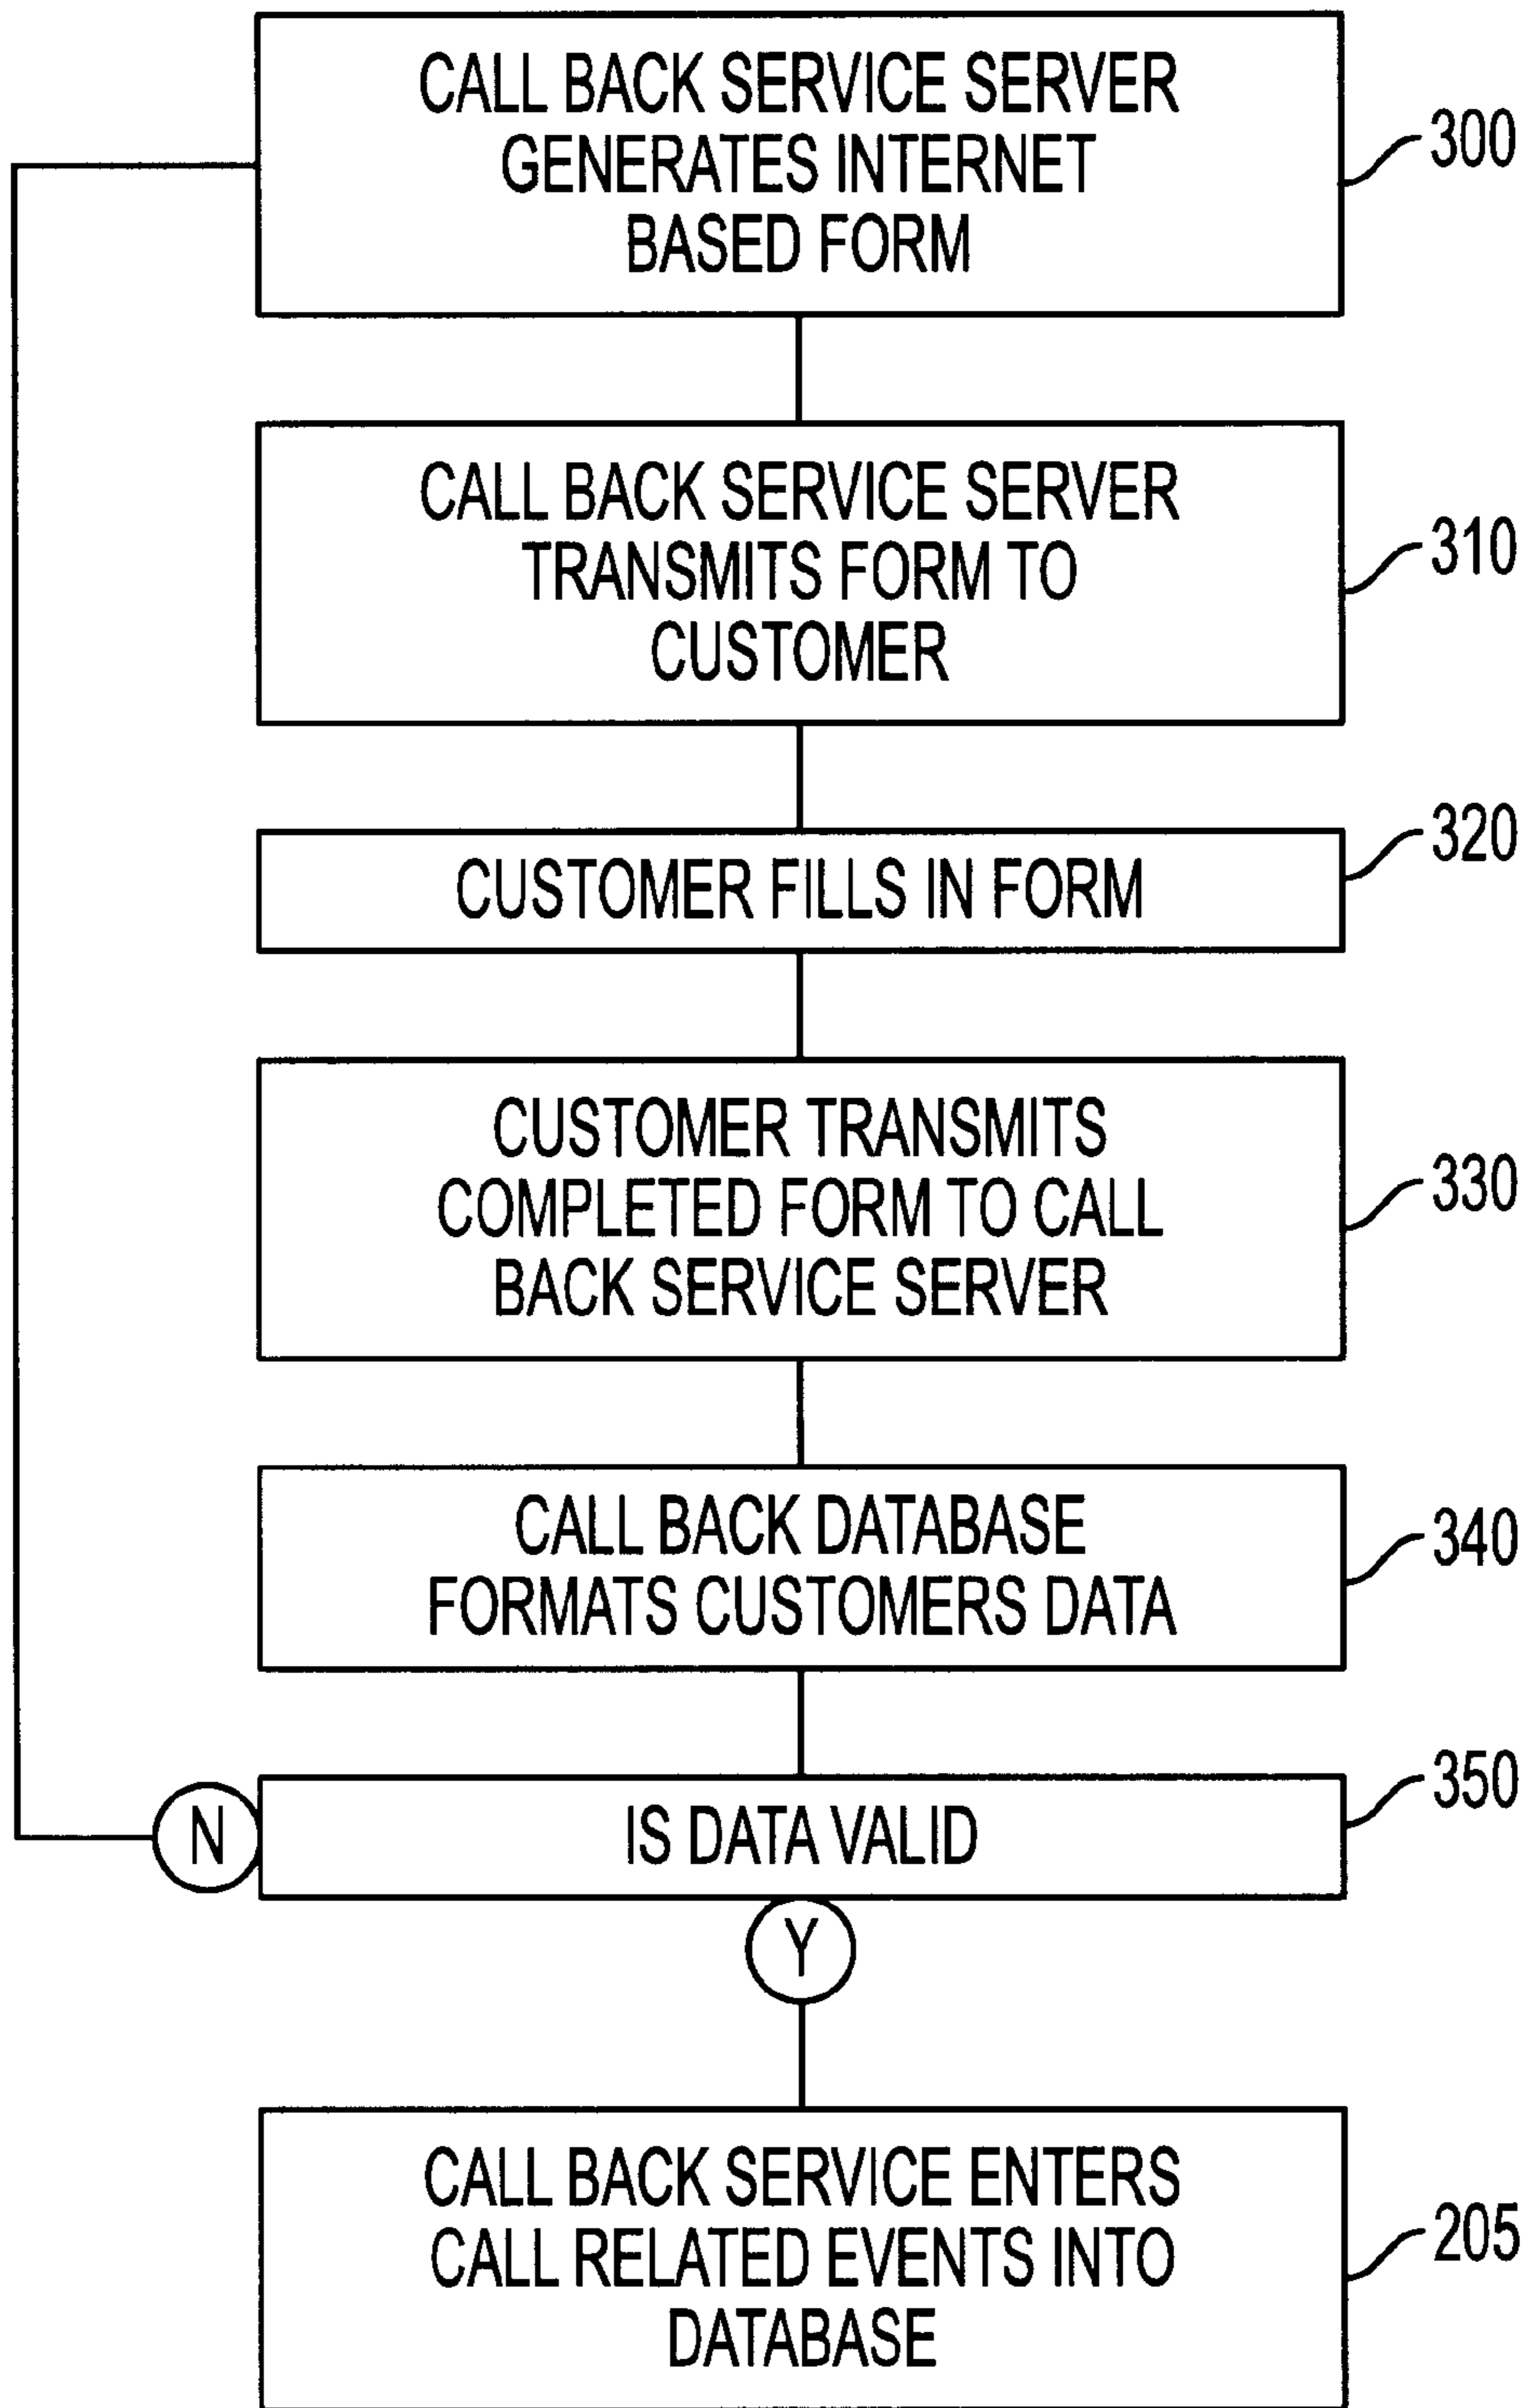 CALL BACK SERVICE SERVER
GENERATES INTERNET
BASED FORM
300
CALL BACK SERVICE SERVER
TRANSMITS FORM TO
CUSTOMER
310
CUSTOMER FILLS IN FORM
320
CUSTOMER TRANSMITS
COMPLETED FORM TO CALL
BACK SERVICE SERVER
330
CALL BACK DATABASE
FORMATS CUSTOMERS DATA
340
IS DATA VALID
350
N
Y
CALL BACK SERVICE ENTERS
CALL RELATED EVENTS INTO
DATABASE
205